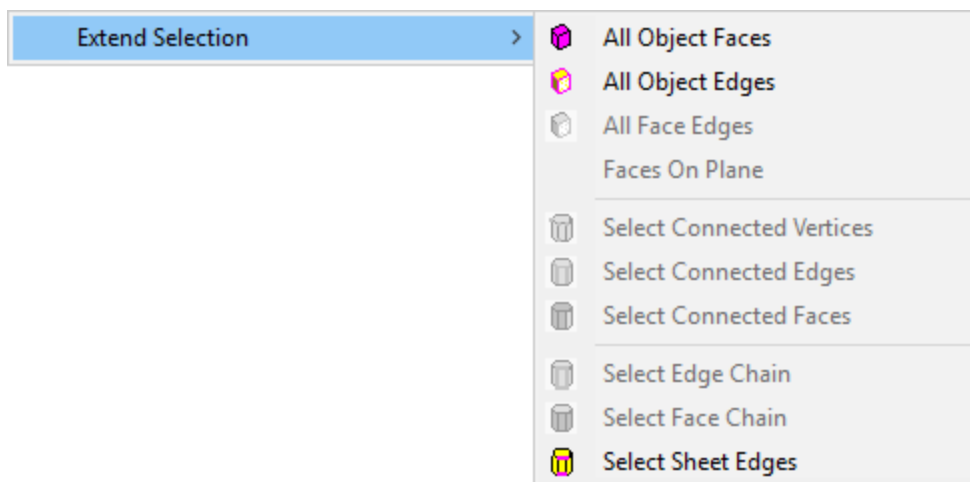 Extend Selection
All Object Faces
All Object Edges
All Face Edges
Faces On Plane
Select Connected Vertices
Select Connected Edges
Select Connected Faces
Select Edge Chain
Select Face Chain
Select Sheet Edges